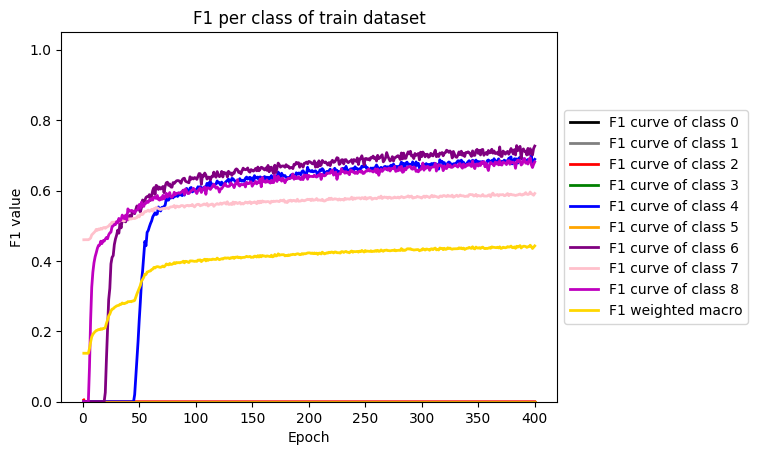 F1 per class of train dataset
F1 value
1.0
0.8
0.6
0.4
0.2
0.0
0
50
100
150
200
250
300
350
400
Epoch
F1 curve of class 0
F1 curve of class 1
F1 curve of class 2
F1 curve of class 3
F1 curve of class 4
F1 curve of class 5
F1 curve of class 6
F1 curve of class 7
F1 curve of class 8
F1 weighted macro